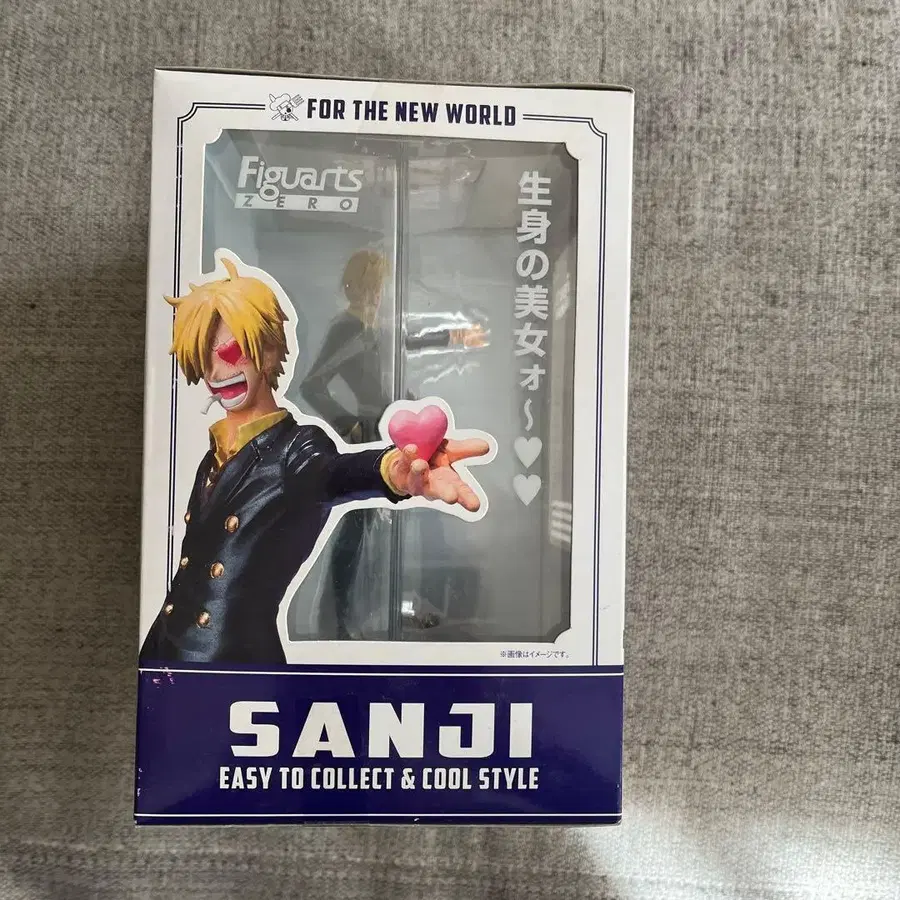 FOR THE NEW WORLD
Figuarts
ZERO
生身の美女ォ～♥♥
※画像はイメージです。
SANJI
EASY TO COLLECT & COOL STYLE